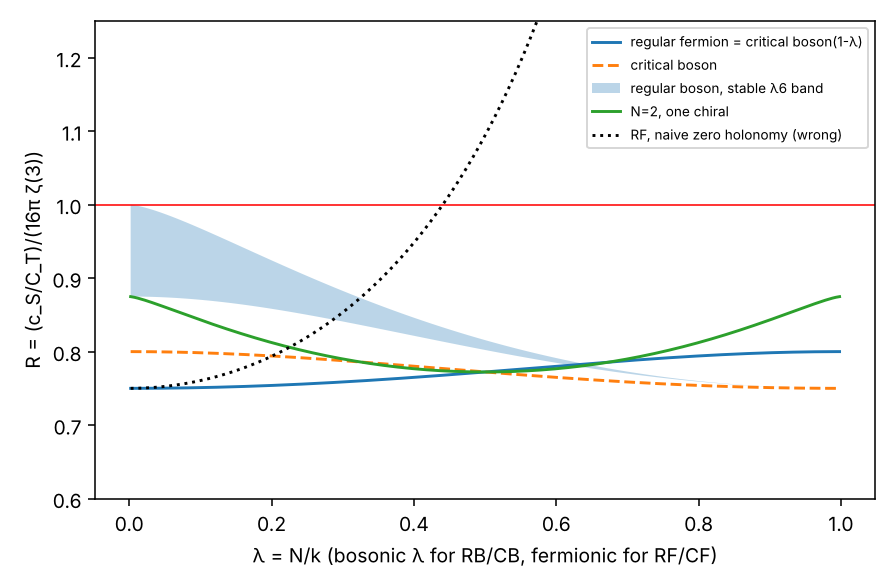 1.2
1.1
1.0
0.9
0.8
0.7
0.6
R = (c_S/C_T)/(16π ζ(3))
regular fermion = critical boson(1-λ)
critical boson
regular boson, stable λ6 band
N=2, one chiral
RF, naive zero holonomy (wrong)
0.0 0.2 0.4 0.6 0.8 1.0
λ = N/k (bosonic λ for RB/CB, fermionic for RF/CF)